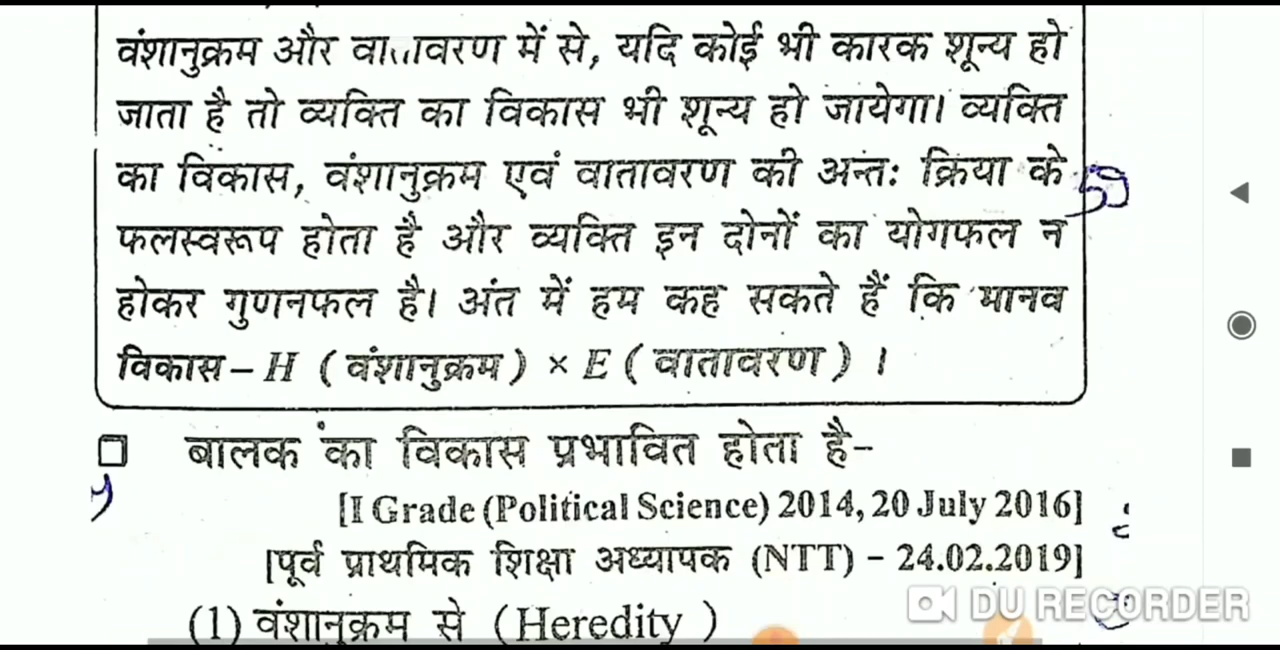 वंशानुक्रम और वातावरण में से, यदि कोई भी कारक शून्य हो
जाता है तो व्यक्ति का विकास भी शून्य हो जायेगा। व्यक्ति
का विकास, वंशानुक्रम एवं वातावरण की अन्तः क्रिया के
फलस्वरूप होता है और व्यक्ति इन दोनों का योगफल न
होकर गुणनफल है। अंत में हम कह सकते हैं कि मानव
विकास – H ( वंशानुक्रम ) × E ( वातावरण ) ।
बालक का विकास प्रभावित होता है–
[I Grade (Political Science) 2014, 20 July 2016]
[पूर्व प्राथमिक शिक्षा अध्यापक (NTT) – 24.02.2019]
DU RECORDER
(1) वंशानुक्रम से ( Heredity )